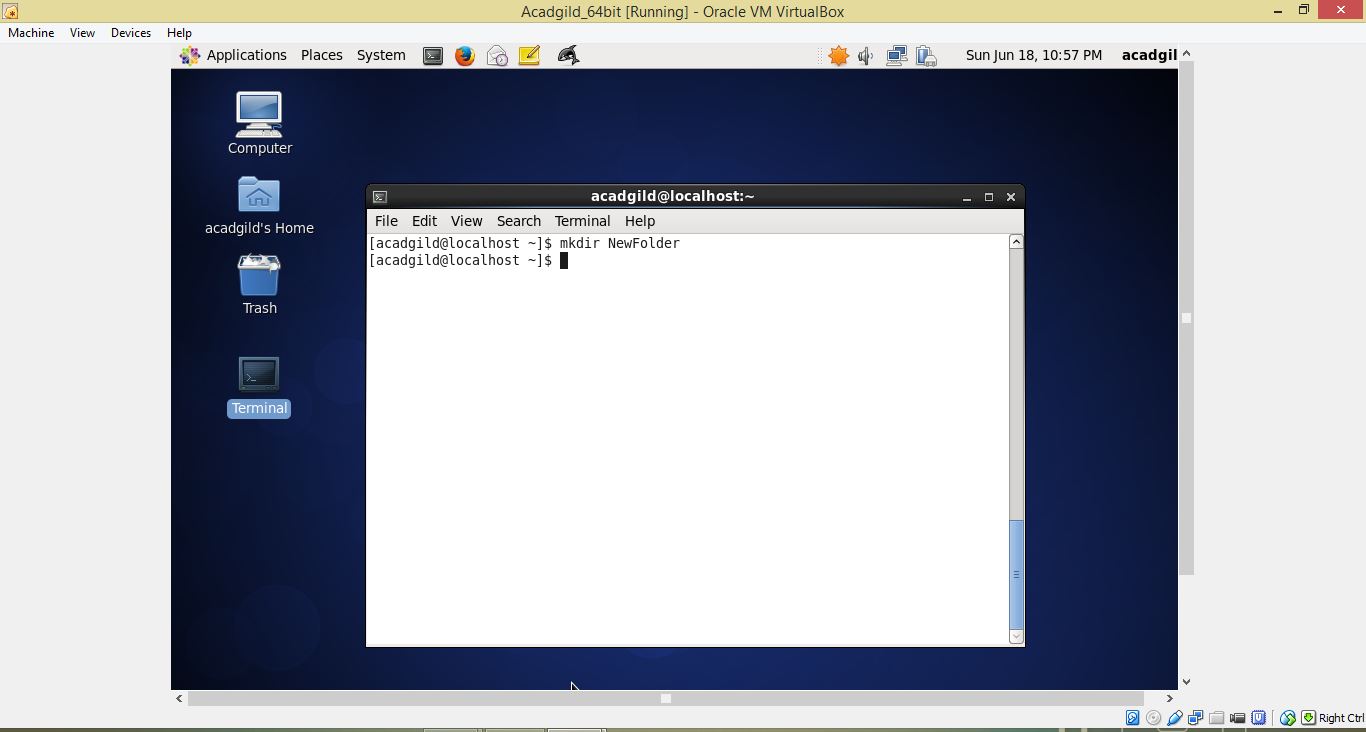 Acadgild_64bit [Running] - Oracle VM VirtualBox
Machine View Devices Help
Applications Places System Sun Jun 18, 10:57 PM acadgil
Computer
acadgild's Home
Trash
Terminal
acadgild@localhost:~
File Edit View Search Terminal Help
[acadgild@localhost ~]$ mkdir NewFolder
[acadgild@localhost ~]$
Right Ctrl